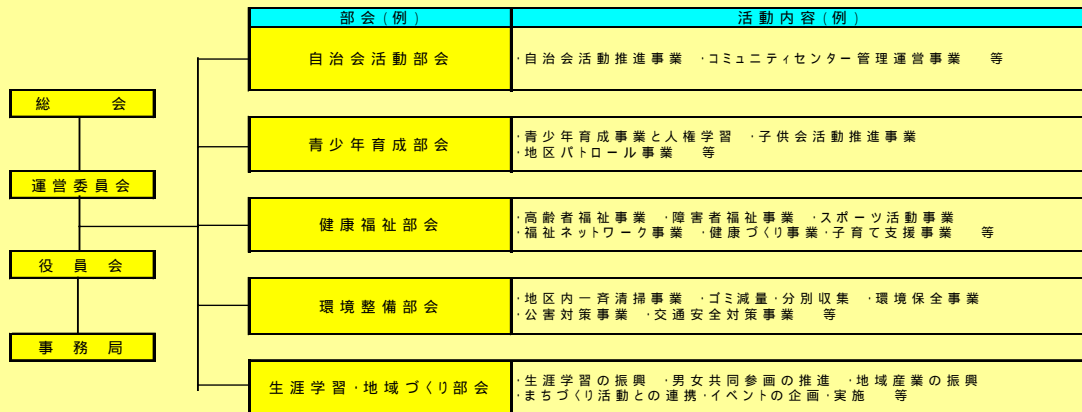 部会(例)
活動内容(例)
総会
運営委員会
役員会
事務局
自治会活動部会
・自治会活動推進事業 ・コミュニティセンター管理運営事業 等
青少年育成部会
・青少年育成事業と人権学習 ・子供会活動推進事業
・地区パトロール事業 等
健康福祉部会
・高齢者福祉事業 ・障害者福祉事業 ・スポーツ活動事業
・福祉ネットワーク事業 ・健康づくり事業・子育て支援事業 等
環境整備部会
・地区内一斉清掃事業 ・ゴミ減量・分別収集 ・環境保全事業
・公害対策事業 ・交通安全対策事業 等
生涯学習・地域づくり部会
・生涯学習の振興 ・男女共同参画の推進 ・地域産業の振興
・まちづくり活動との連携・イベントの企画・実施 等